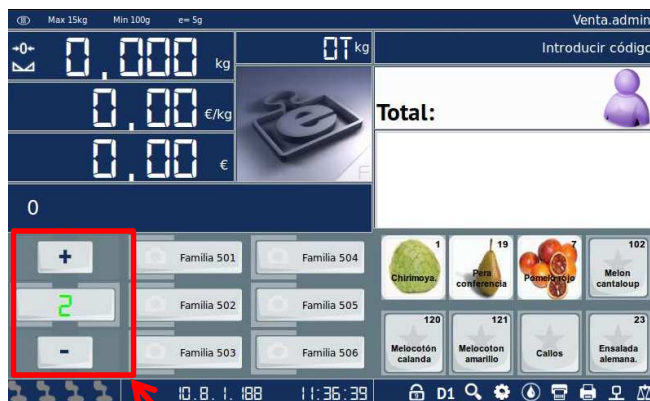 Max 15kg Min 100g e= 5g Venta.admin
→0← 0,000 kg 0T kg Introducir código
0,00 €/kg Total:
0,00 €
0
+ Familia 501 Familia 504
2 Familia 502 Familia 505
- Familia 503 Familia 506
1 Chirimoya.
19 Pera conferencia
7 Pomelo rojo
102 Melon cantaloup
120 Melocotón calanda
121 Melocoton amarillo
Callos
23 Ensalada alemana.
10.8.1.188 11:36:39 D1